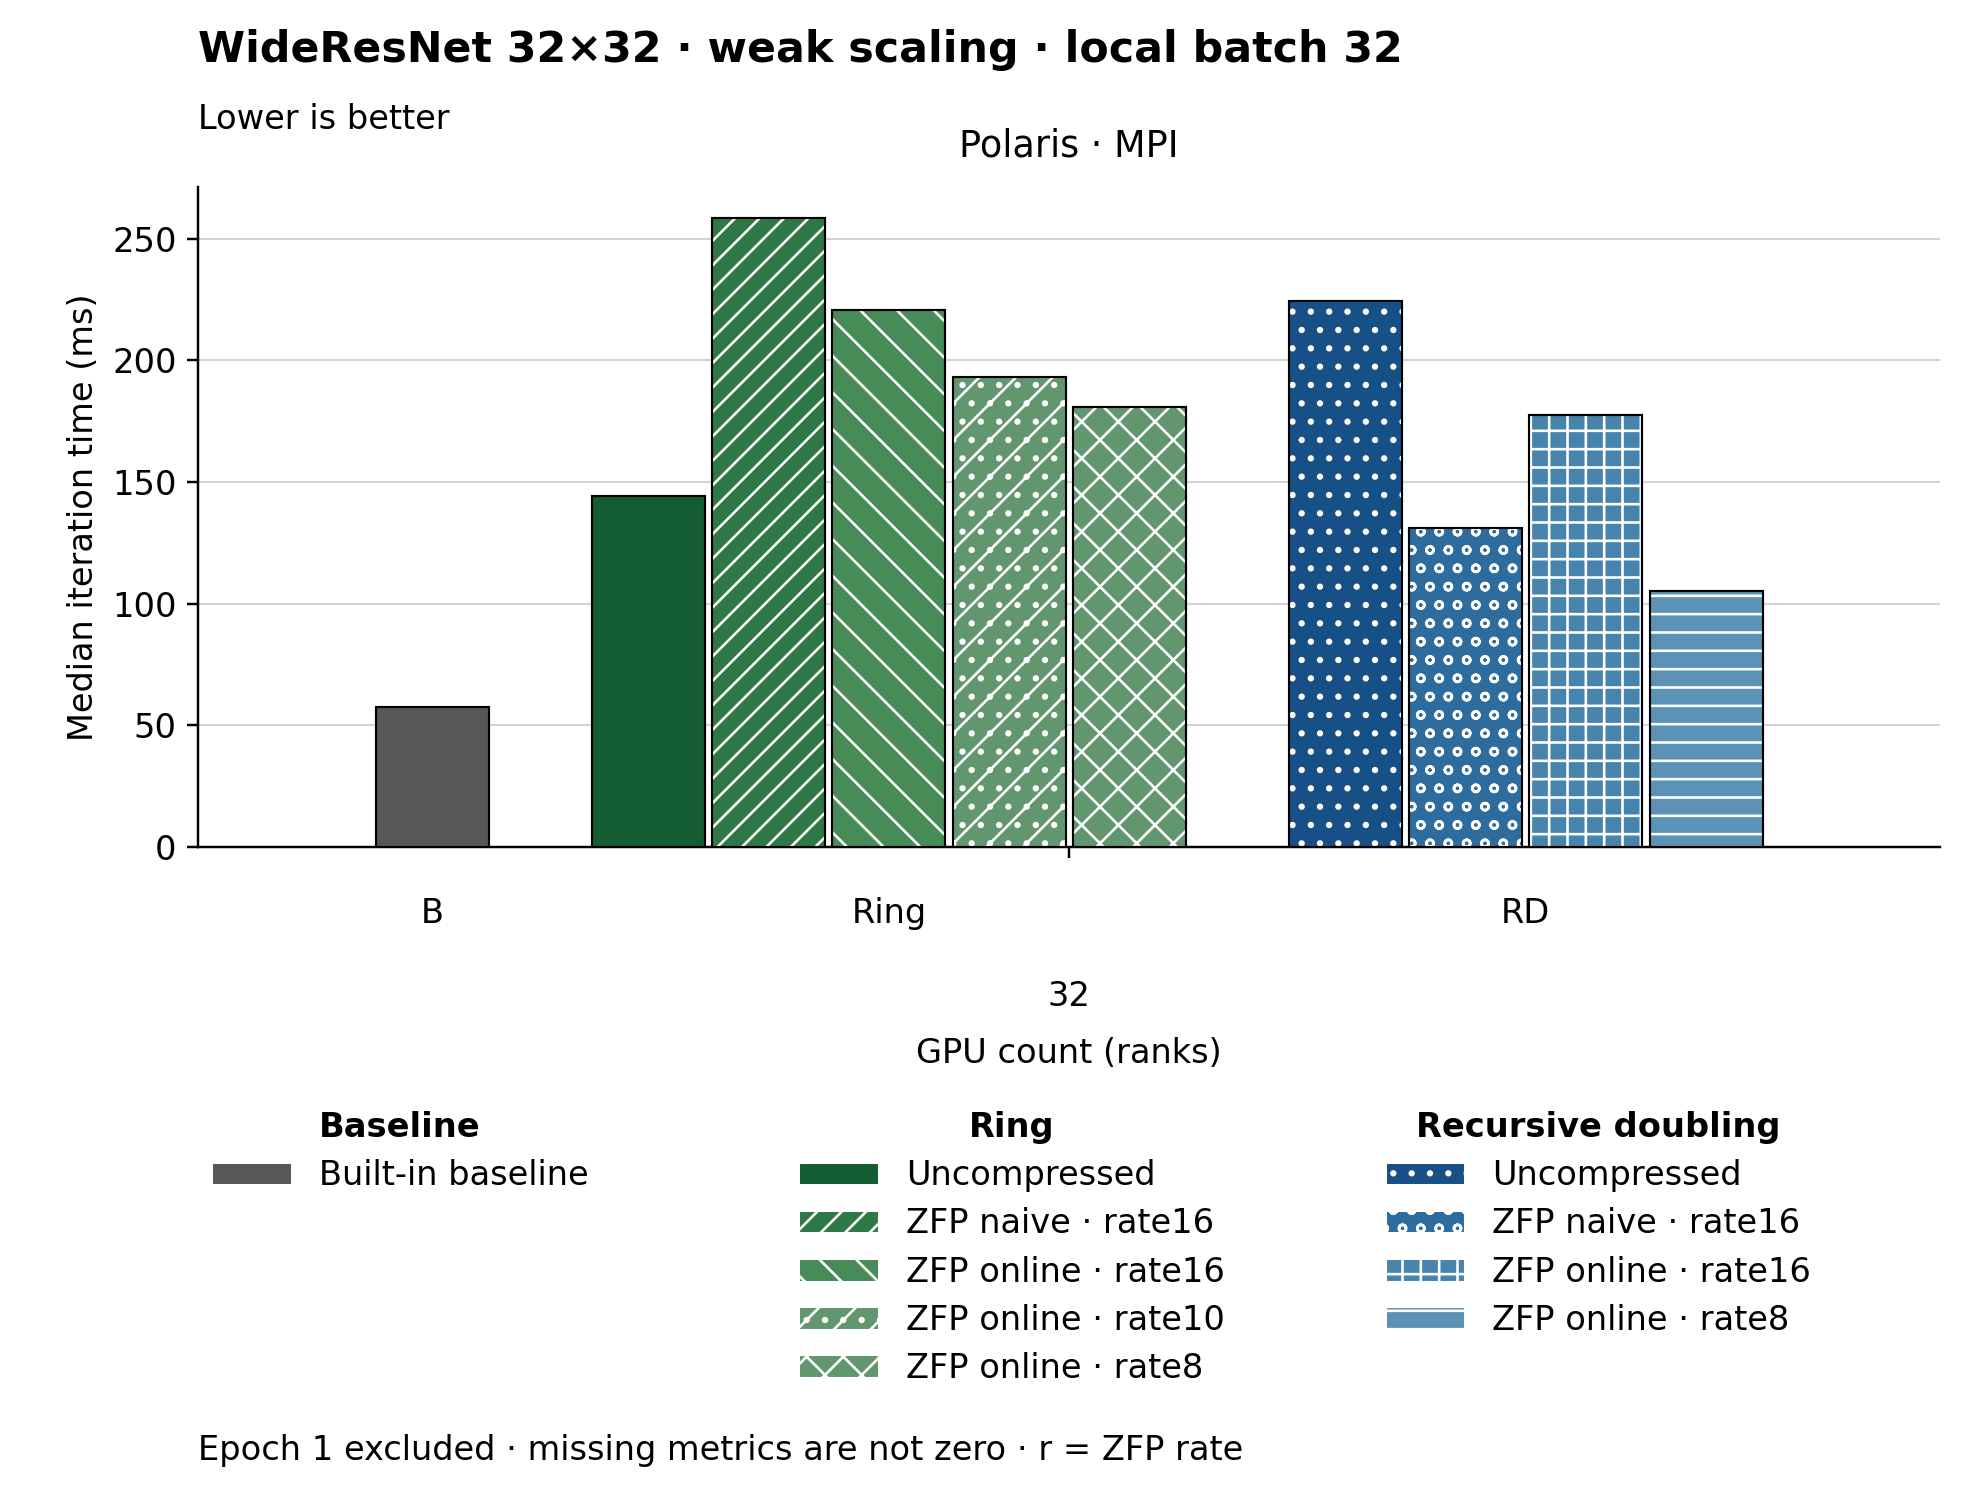 WideResNet 32×32 · weak scaling · local batch 32
Lower is better
Polaris · MPI
Median iteration time (ms)
250
200
150
100
50
0
B Ring RD
32
GPU count (ranks)
Baseline
Built-in baseline
Ring
Uncompressed
ZFP naive · rate16
ZFP online · rate16
ZFP online · rate10
ZFP online · rate8
Recursive doubling
Uncompressed
ZFP naive · rate16
ZFP online · rate16
ZFP online · rate8
Epoch 1 excluded · missing metrics are not zero · r = ZFP rate